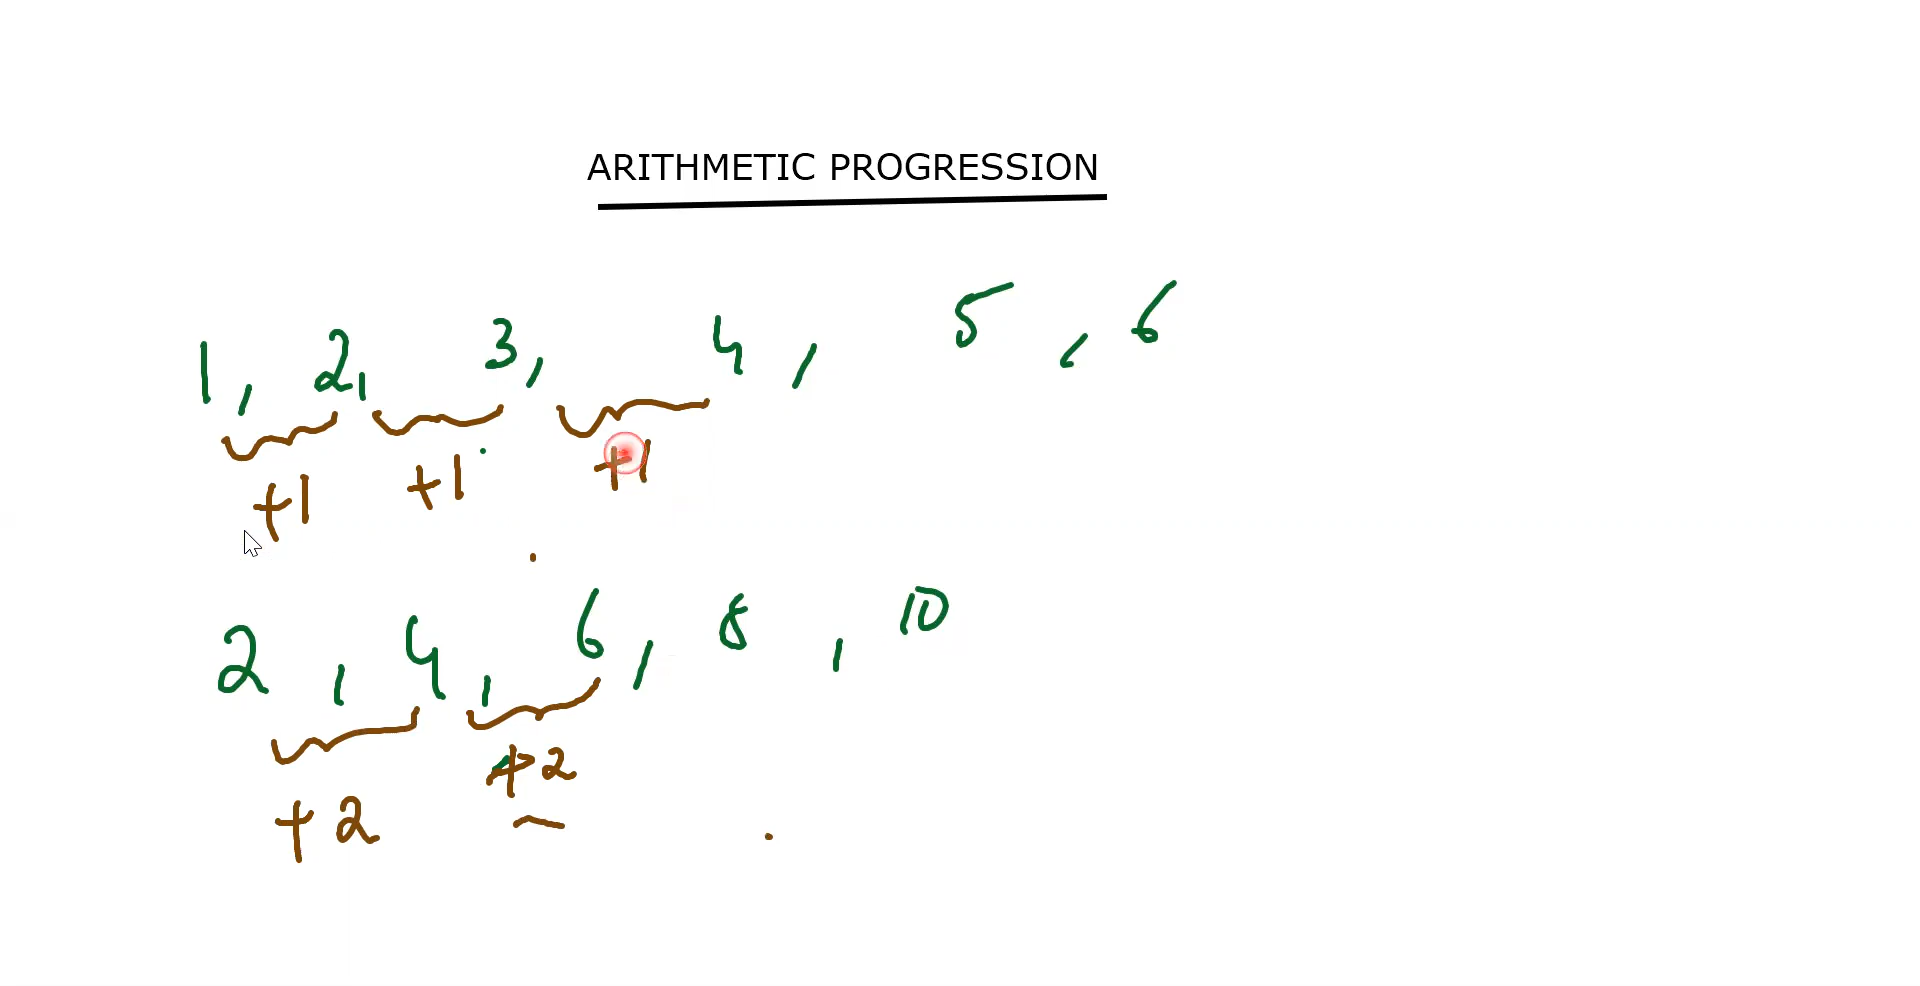 ARITHMETIC PROGRESSION
1, 2, 3, 4, 5, 6
+1 +1 +1
2, 4, 6, 8, 10
+2 +2